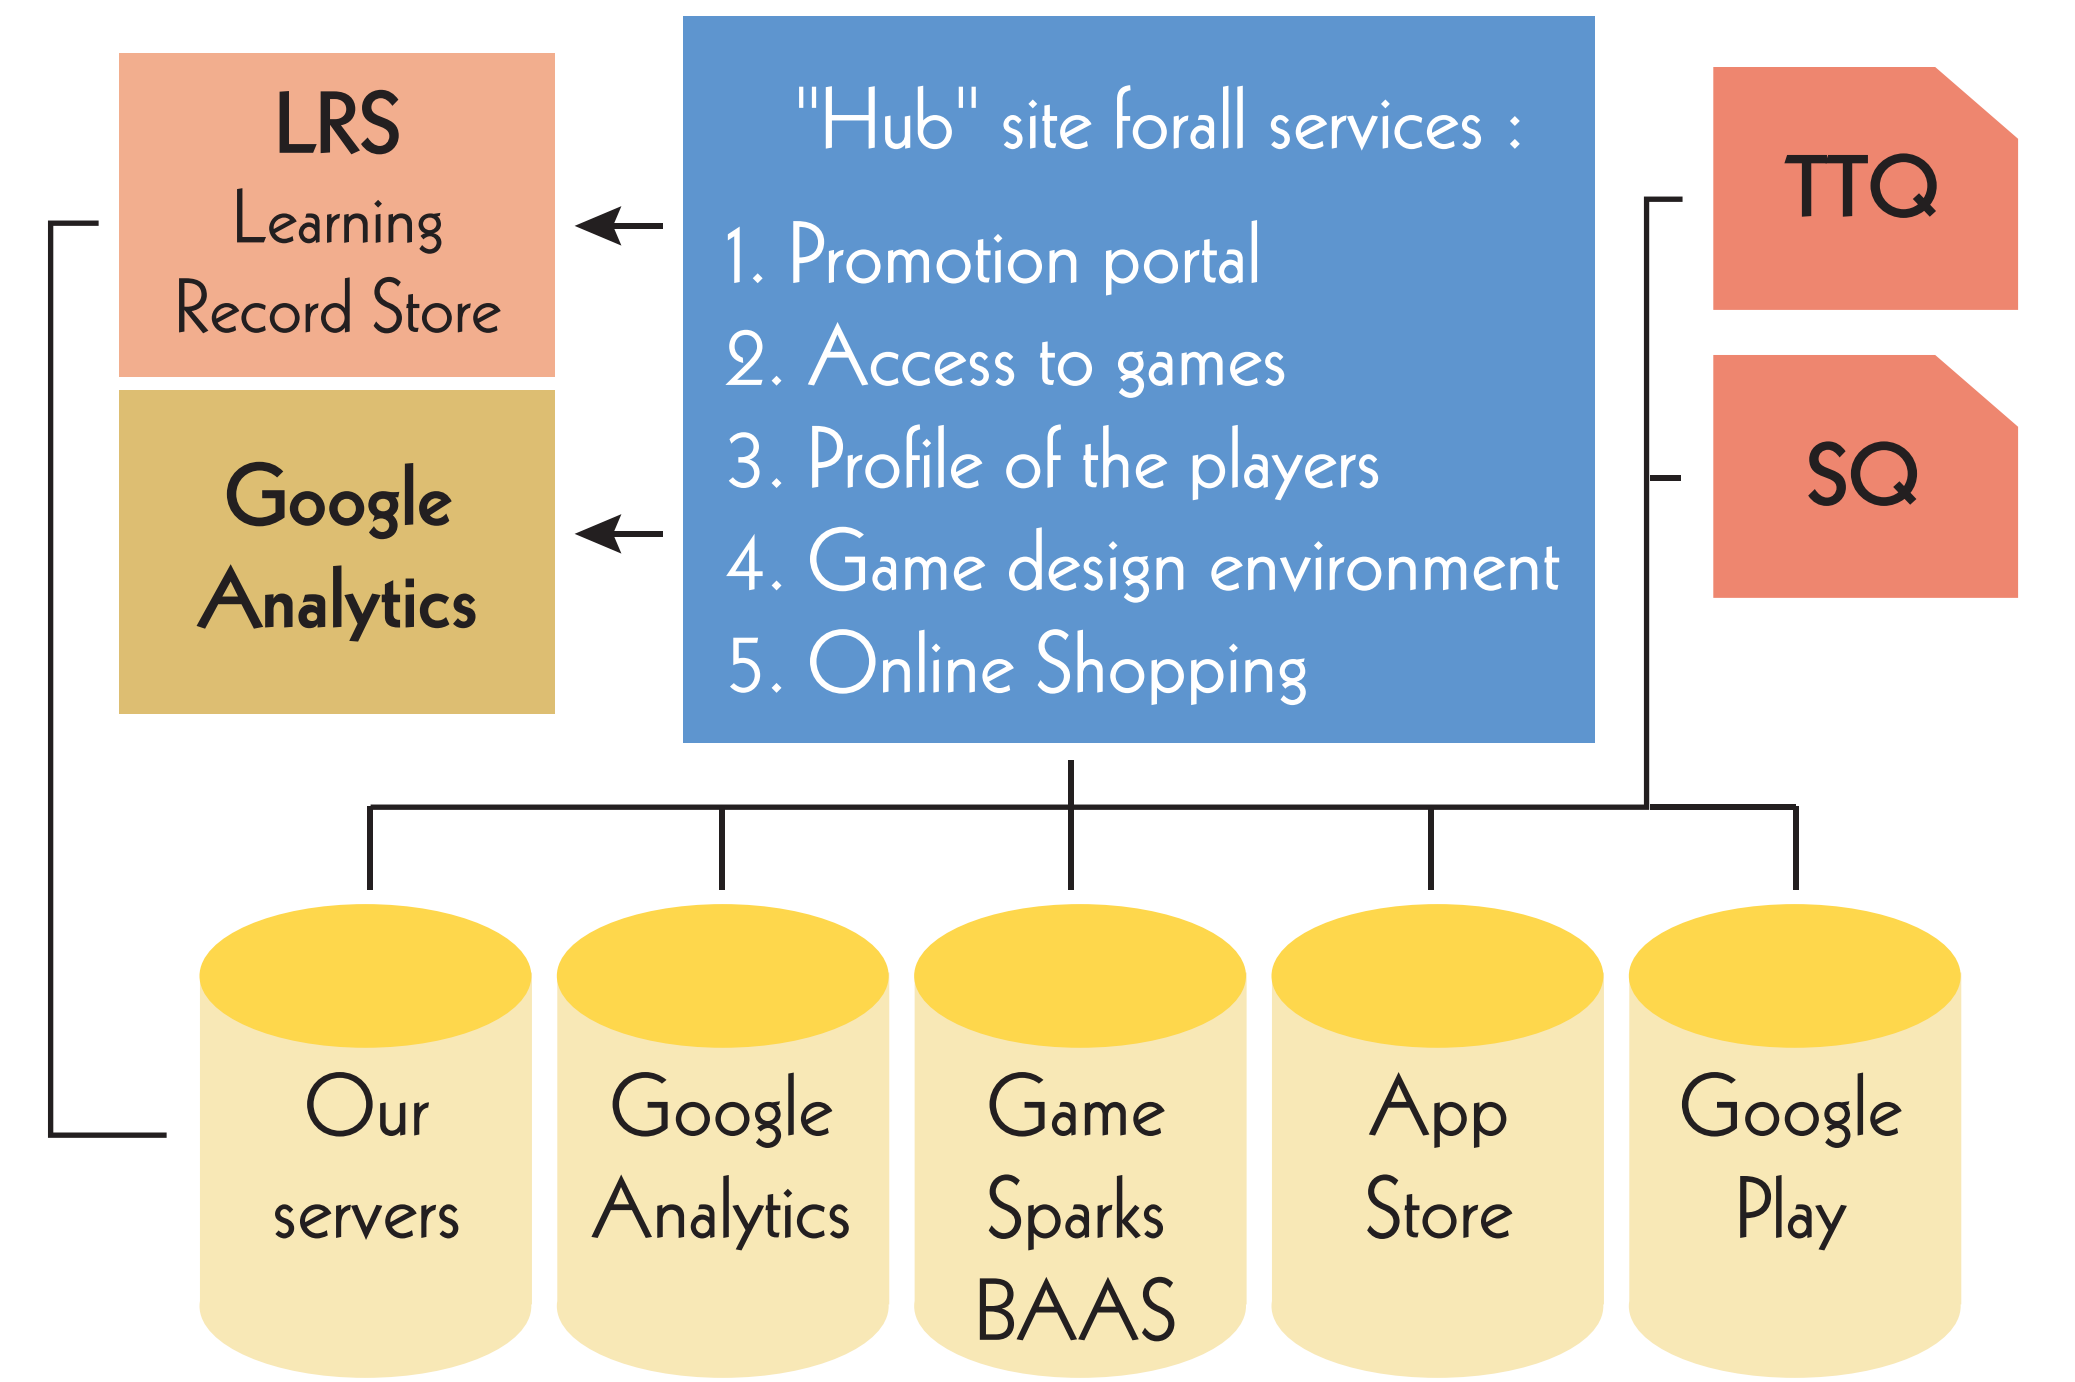 LRS
Learning
Record Store
Google
Analytics
"Hub" site forall services :
1. Promotion portal
2. Access to games
3. Profile of the players
4. Game design environment
5. Online Shopping
TTQ
SQ
Our
servers
Google
Analytics
Game
Sparks
BAAS
App
Store
Google
Play